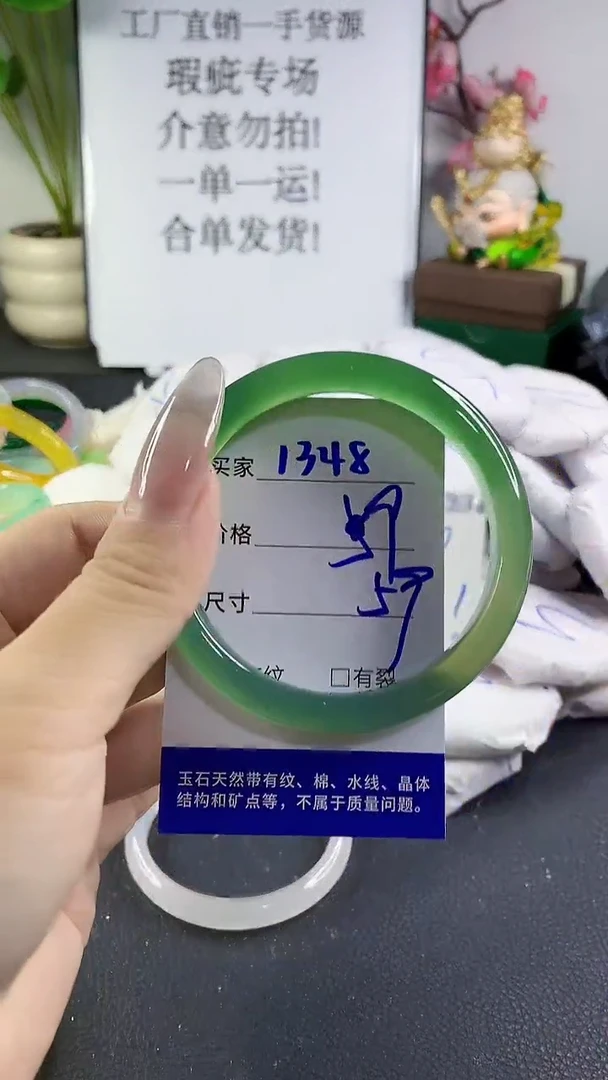 工厂直销一手货源
瑕疵专场
介意勿拍!
一单一运!
合单发货!
买家 1348
价格
尺寸 57
纹 □有裂
玉石天然带有纹、棉、水线、晶体
结构和矿点等，不属于质量问题。